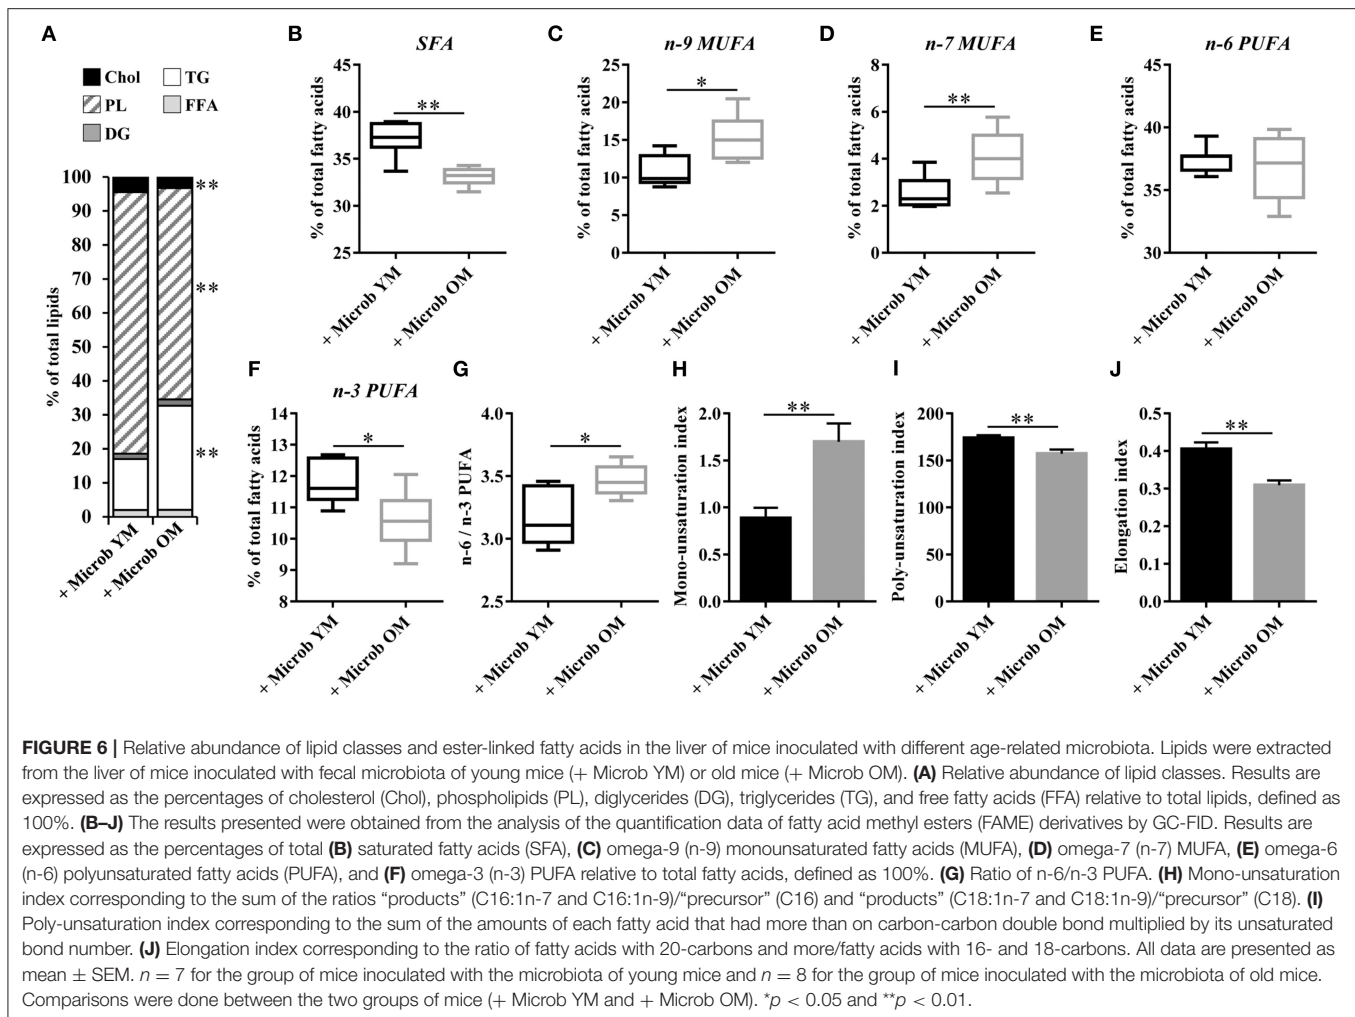 A
Chol
TG
PL
FFA
DG
% of total lipids
100
90
80
70
60
50
40
30
20
10
0
**
**
**
+ Microb YM
+ Microb OM
B
SFA
% of total fatty acids
45
41
37
33
29
25
**
+ Microb YM
+ Microb OM
C
n-9 MUFA
% of total fatty acids
25
20
15
10
5
0
*
+ Microb YM
+ Microb OM
D
n-7 MUFA
% of total fatty acids
8
6
4
2
0
**
+ Microb YM
+ Microb OM
E
n-6 PUFA
% of total fatty acids
45
40
35
30
+ Microb YM
+ Microb OM
F
n-3 PUFA
% of total fatty acids
14
13
12
11
10
9
8
*
+ Microb YM
+ Microb OM
G
n-6 / n-3 PUFA
4.0
3.5
3.0
2.5
*
+ Microb YM
+ Microb OM
H
Mono-unsaturation index
2.0
1.5
1.0
0.5
0.0
**
+ Microb YM
+ Microb OM
I
Poly-unsaturation index
200
150
100
50
0
**
+ Microb YM
+ Microb OM
J
Elongation index
0.5
0.4
0.3
0.2
0.1
0.0
**
+ Microb YM
+ Microb OM
FIGURE 6 | Relative abundance of lipid classes and ester-linked fatty acids in the liver of mice inoculated with different age-related microbiota. Lipids were extracted
from the liver of mice inoculated with fecal microbiota of young mice (+ Microb YM) or old mice (+ Microb OM). (A) Relative abundance of lipid classes. Results are
expressed as the percentages of cholesterol (Chol), phospholipids (PL), diglycerides (DG), triglycerides (TG), and free fatty acids (FFA) relative to total lipids, defined as
100%. (B–J) The results presented were obtained from the analysis of the quantification data of fatty acid methyl esters (FAME) derivatives by GC-FID. Results are
expressed as the percentages of total (B) saturated fatty acids (SFA), (C) omega-9 (n-9) monounsaturated fatty acids (MUFA), (D) omega-7 (n-7) MUFA, (E) omega-6
(n-6) polyunsaturated fatty acids (PUFA), and (F) omega-3 (n-3) PUFA relative to total fatty acids, defined as 100%. (G) Ratio of n-6/n-3 PUFA. (H) Mono-unsaturation
index corresponding to the sum of the ratios “products” (C16:1n-7 and C16:1n-9)/“precursor” (C16) and “products” (C18:1n-7 and C18:1n-9)/“precursor” (C18). (I)
Poly-unsaturation index corresponding to the sum of the amounts of each fatty acid that had more than on carbon-carbon double bond multiplied by its unsaturated
bond number. (J) Elongation index corresponding to the ratio of fatty acids with 20-carbons and more/fatty acids with 16- and 18-carbons. All data are presented as
mean ± SEM. n = 7 for the group of mice inoculated with the microbiota of young mice and n = 8 for the group of mice inoculated with the microbiota of old mice.
Comparisons were done between the two groups of mice (+ Microb YM and + Microb OM). *p < 0.05 and **p < 0.01.